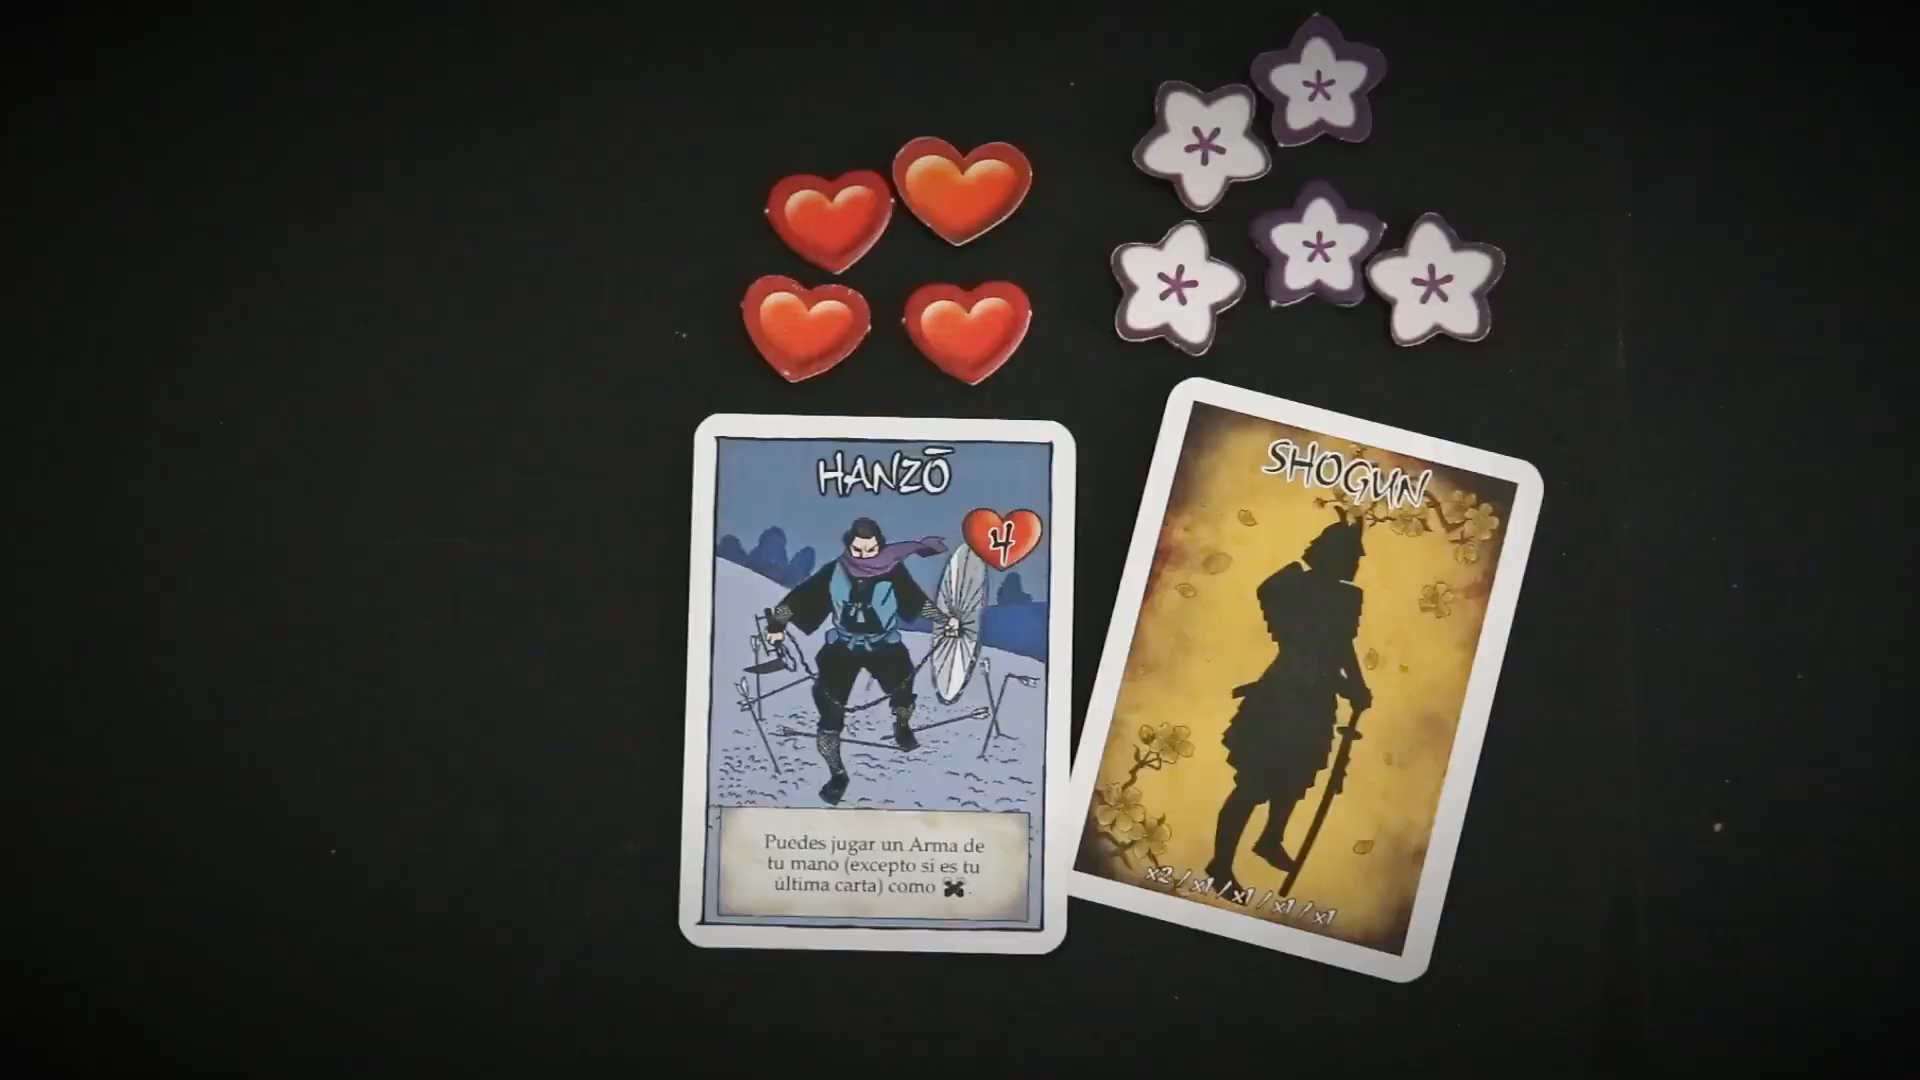 HANZŌ
4
Puedes jugar un Arma de
tu mano (excepto si es tu
última carta) como
SHOGUN
x2 / x1 / x1 / x1 / x1